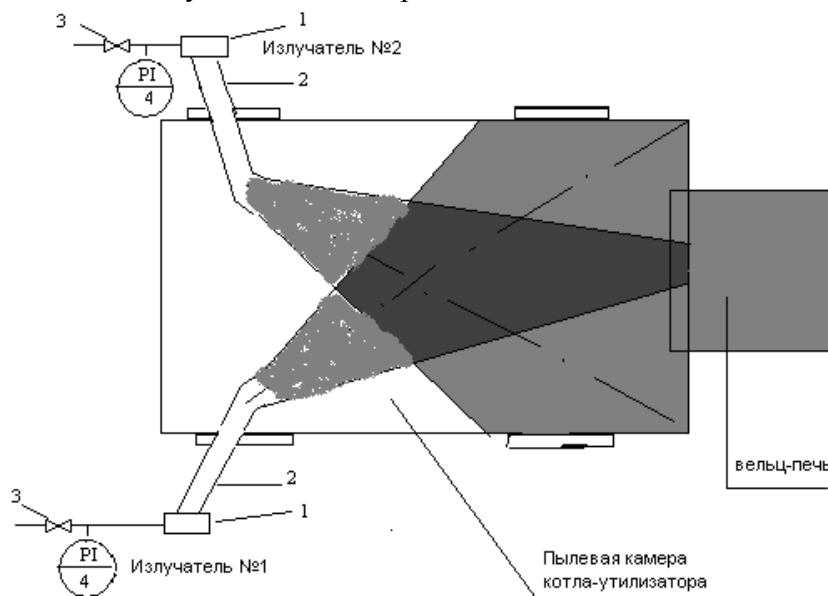 3
1
Излучатель №2
2
PI
4
вельц-печь
2
3
1
PI
4
Излучатель №1
Пылевая камера
котла-утилизатора